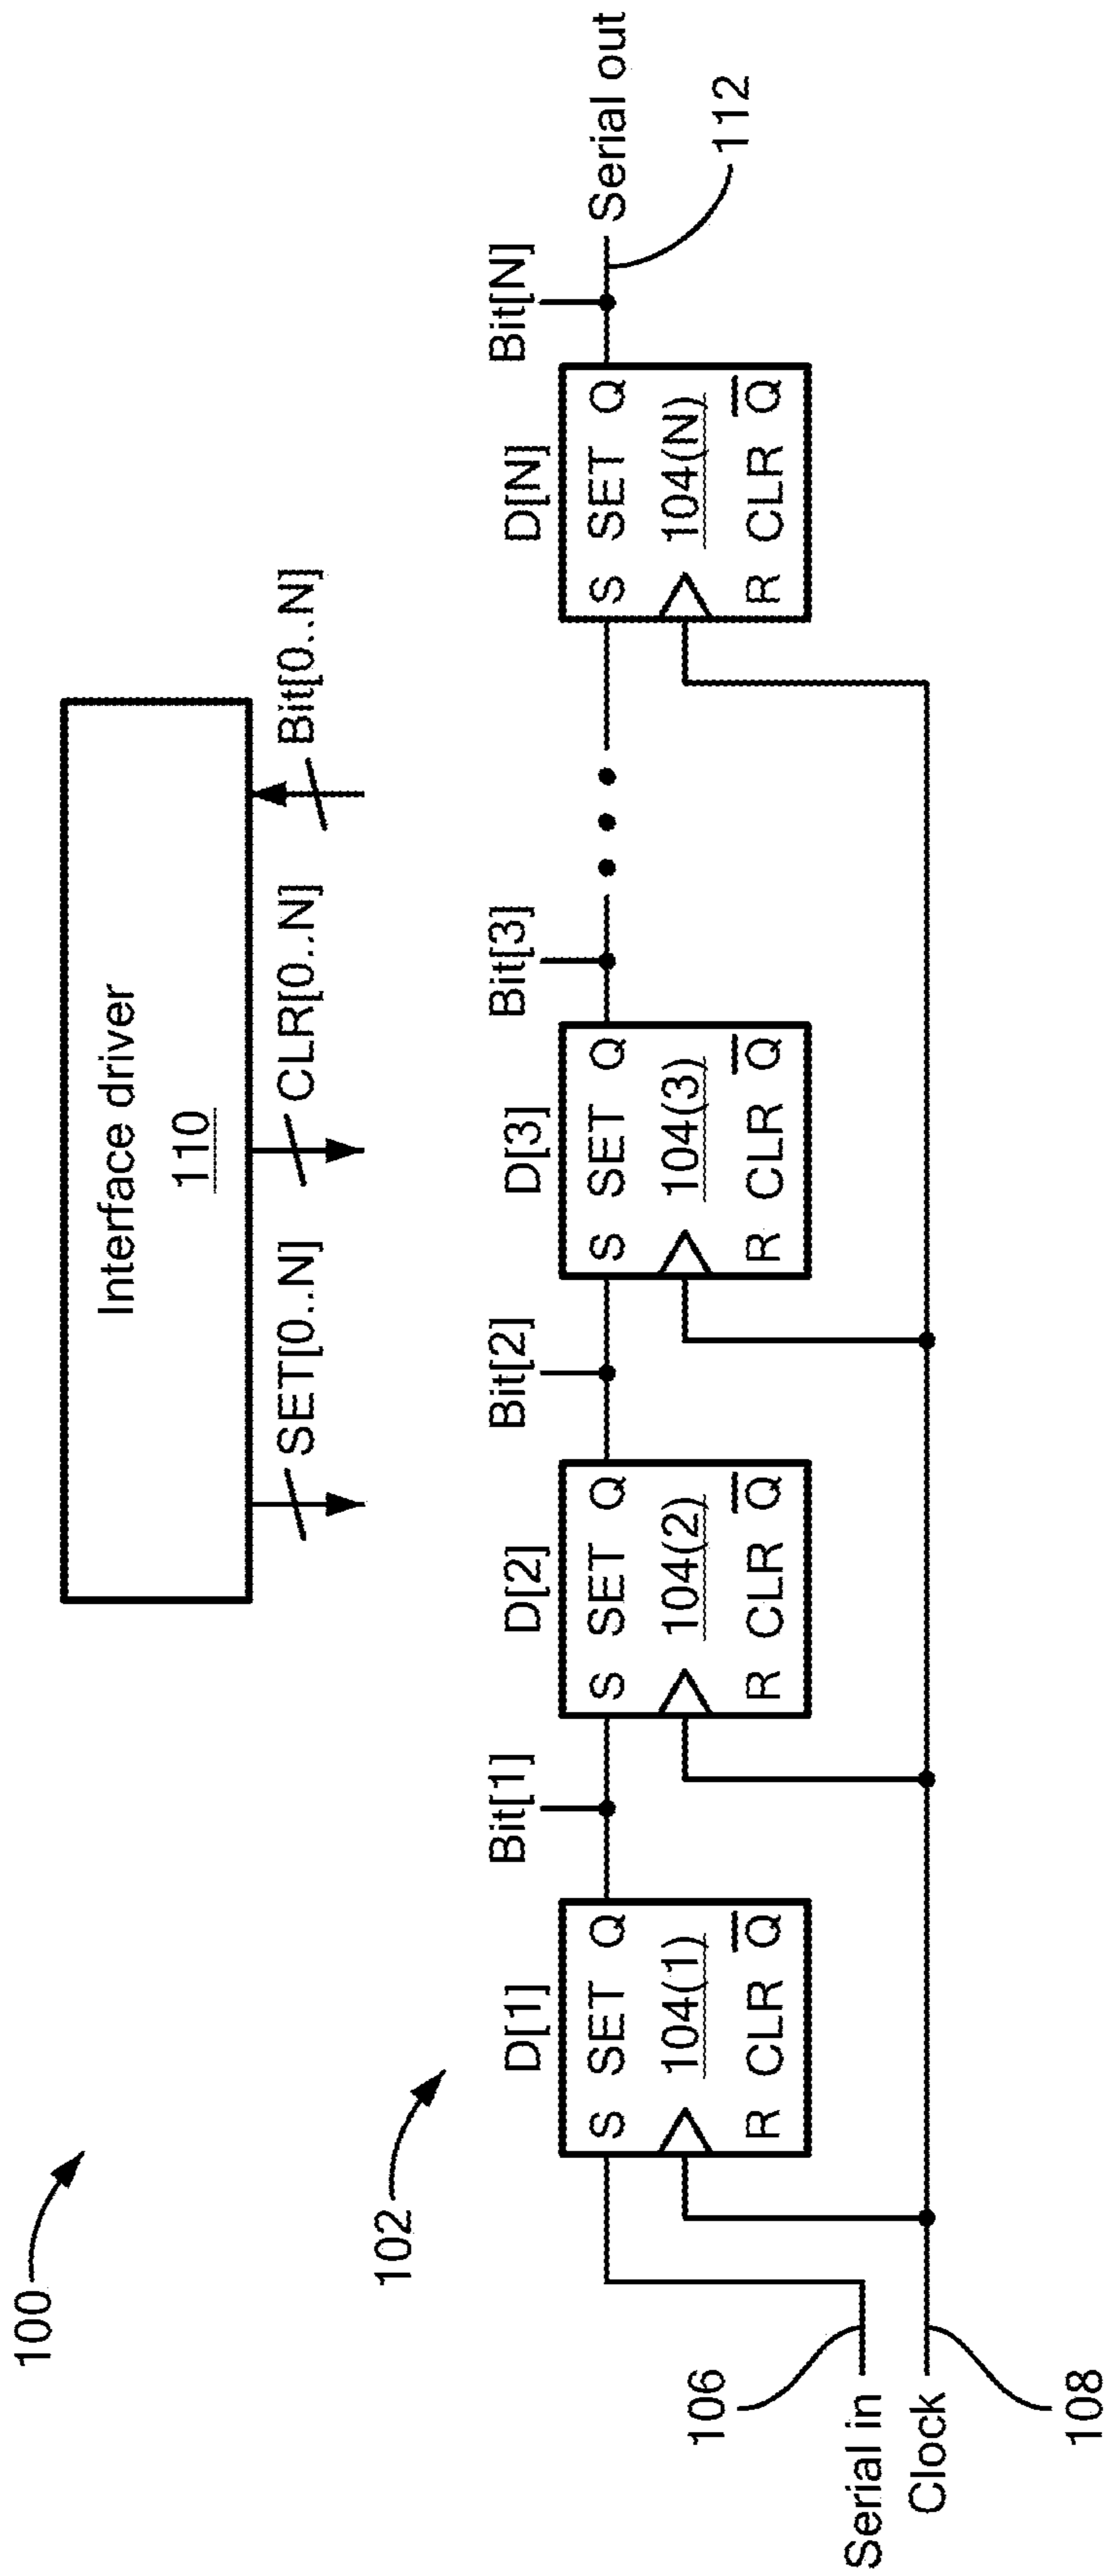 100
Interface driver
110
SET[0..N]
CLR[0..N]
Bit[0..N]
102
D[1]
S SET Q
104(1)
R CLR Q̅
Bit[1]
D[2]
S SET Q
104(2)
R CLR Q̅
Bit[2]
D[3]
S SET Q
104(3)
R CLR Q̅
Bit[3]
D[N]
S SET Q
104(N)
R CLR Q̅
Bit[N]
Serial out
112
106
Serial in
Clock
108